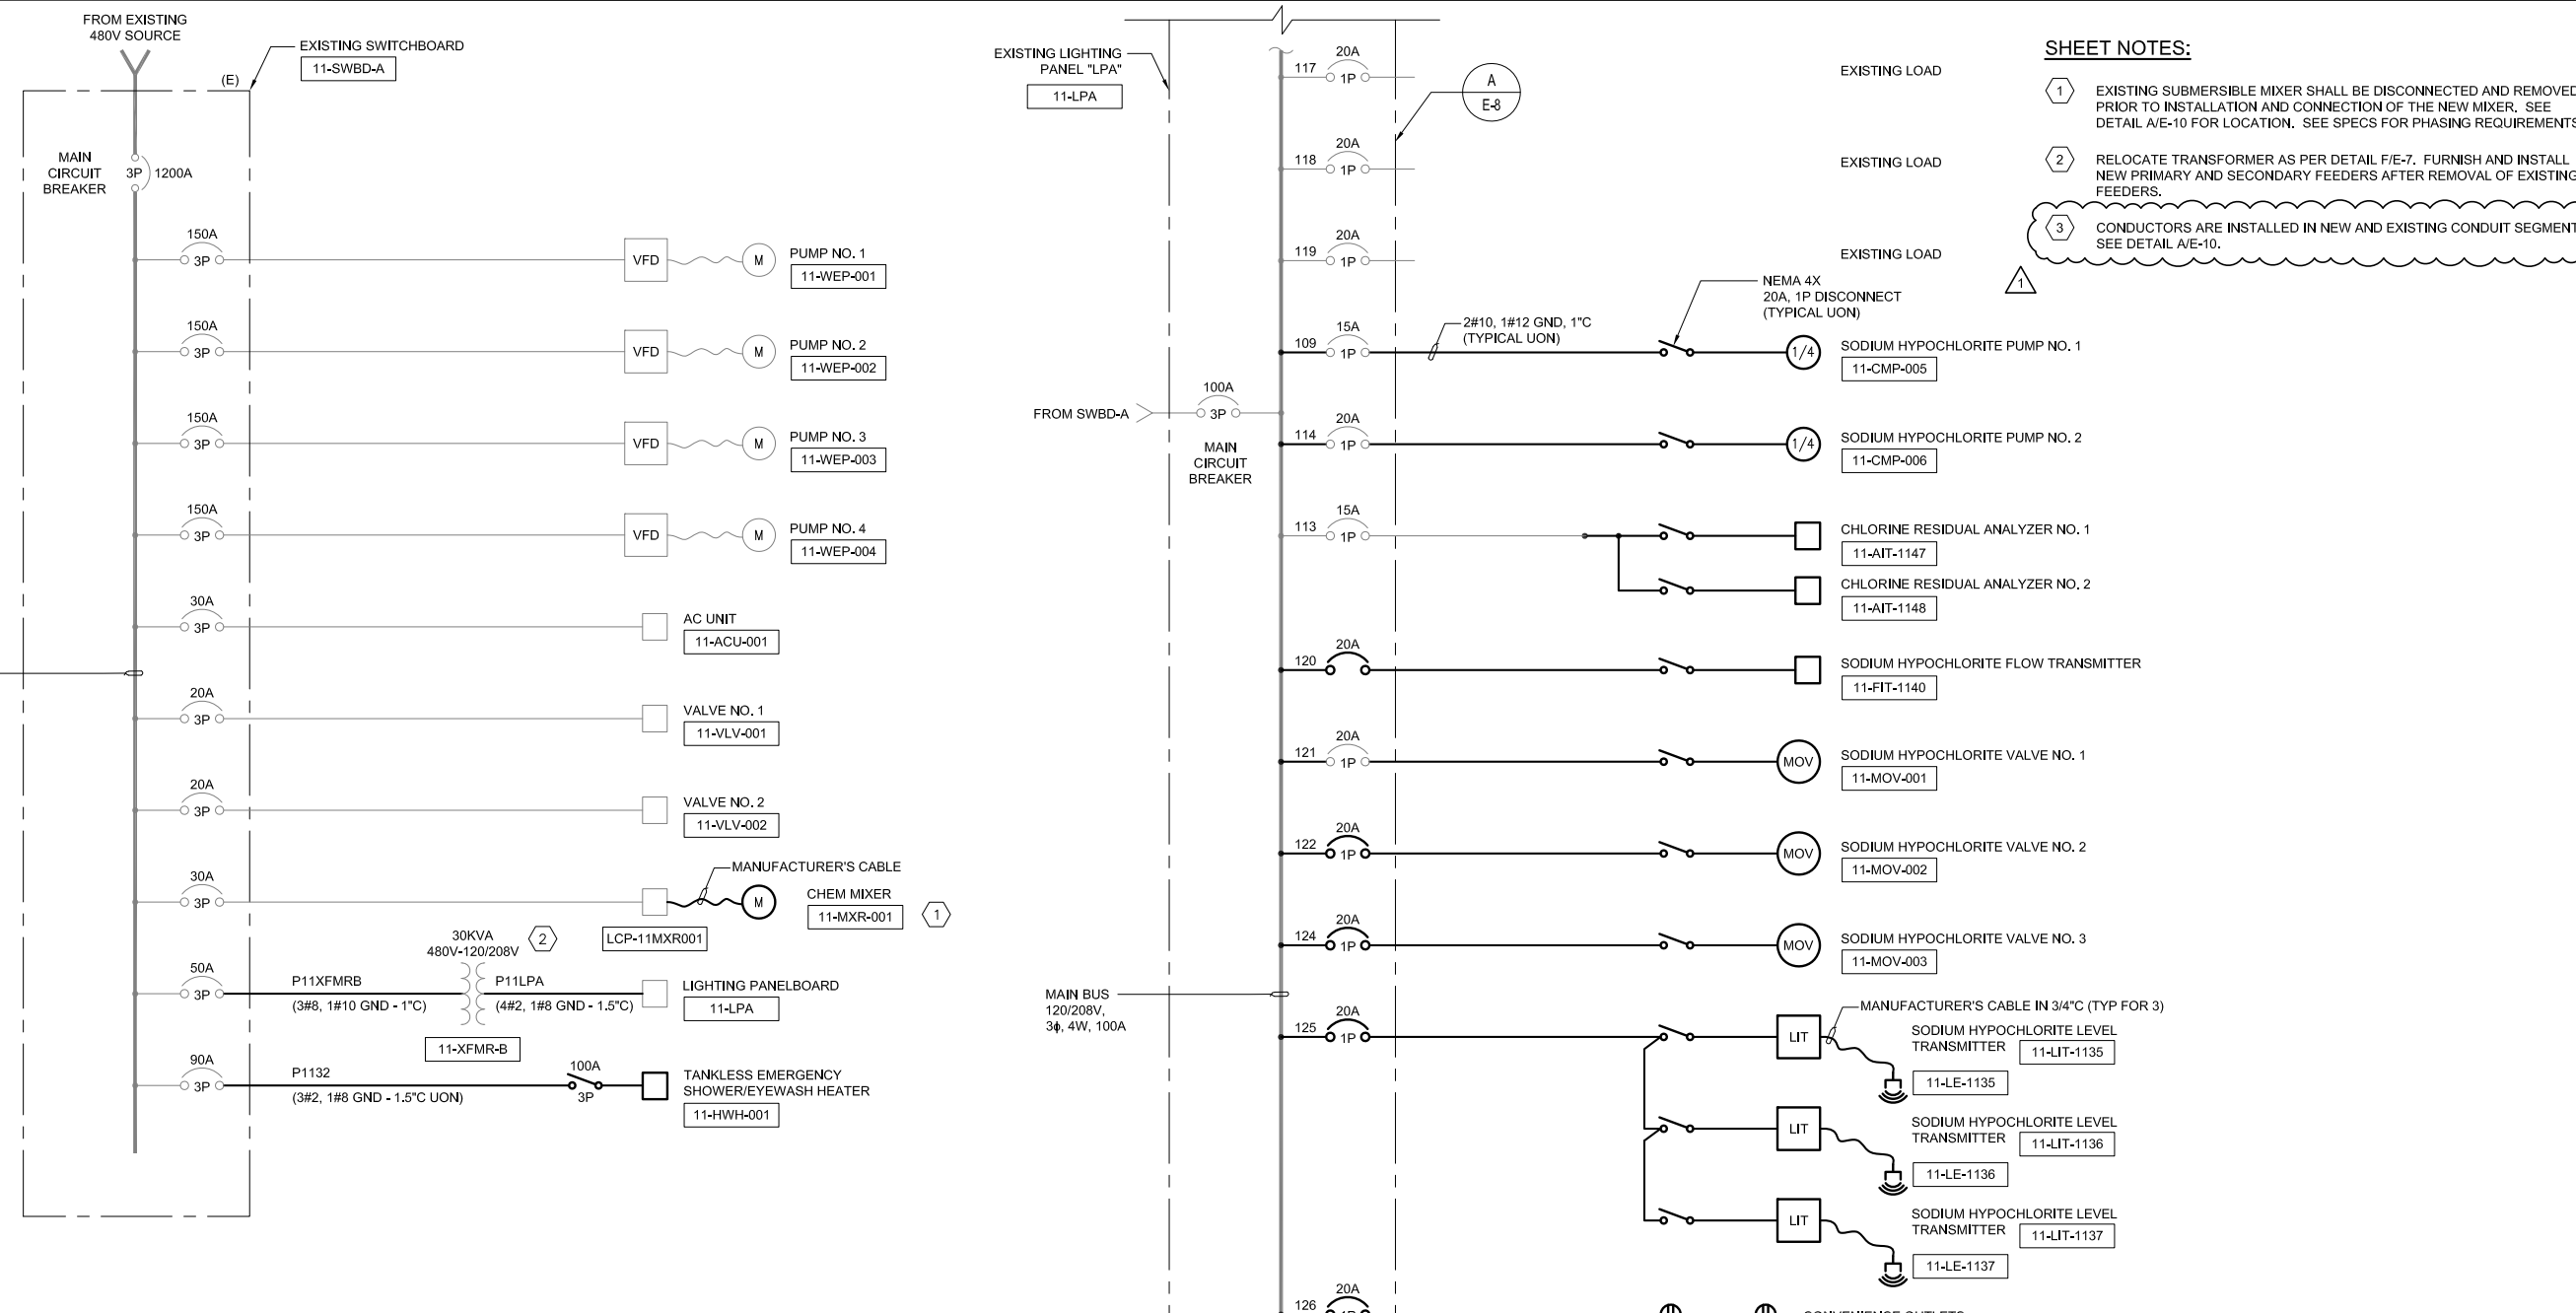 FROM EXISTING
480V SOURCE
EXISTING SWITCHBOARD
11-SWBD-A
(E)
MAIN
CIRCUIT
BREAKER
3P
1200A
150A
3P
VFD
M
PUMP NO. 1
11-WEP-001
150A
3P
VFD
M
PUMP NO. 2
11-WEP-002
150A
3P
VFD
M
PUMP NO. 3
11-WEP-003
150A
3P
VFD
M
PUMP NO. 4
11-WEP-004
30A
3P
AC UNIT
11-ACU-001
20A
3P
VALVE NO. 1
11-VLV-001
20A
3P
VALVE NO. 2
11-VLV-002
30A
3P
MANUFACTURER'S CABLE
M
CHEM MIXER
11-MXR-001
1
LCP-11MXR001
30KVA
480V-120/208V
2
50A
3P
P11XFMRB
(3#8, 1#10 GND - 1"C)
P11LPA
(4#2, 1#8 GND - 1.5"C)
LIGHTING PANELBOARD
11-LPA
11-XFMR-B
90A
3P
P1132
(3#2, 1#8 GND - 1.5"C UON)
100A
3P
TANKLESS EMERGENCY
SHOWER/EYEWASH HEATER
11-HWH-001
EXISTING LIGHTING
PANEL "LPA"
11-LPA
A
E-8
117
20A
1P
EXISTING LOAD
118
20A
1P
EXISTING LOAD
119
20A
1P
EXISTING LOAD
NEMA 4X
20A, 1P DISCONNECT
(TYPICAL UON)
2#10, 1#12 GND, 1"C
(TYPICAL UON)
109
15A
1P
1/4
SODIUM HYPOCHLORITE PUMP NO. 1
11-CMP-005
FROM SWBD-A
100A
3P
MAIN
CIRCUIT
BREAKER
114
20A
1P
1/4
SODIUM HYPOCHLORITE PUMP NO. 2
11-CMP-006
113
15A
1P
CHLORINE RESIDUAL ANALYZER NO. 1
11-AIT-1147
CHLORINE RESIDUAL ANALYZER NO. 2
11-AIT-1148
120
20A
SODIUM HYPOCHLORITE FLOW TRANSMITTER
11-FIT-1140
121
20A
1P
MOV
SODIUM HYPOCHLORITE VALVE NO. 1
11-MOV-001
122
20A
1P
MOV
SODIUM HYPOCHLORITE VALVE NO. 2
11-MOV-002
124
20A
1P
MOV
SODIUM HYPOCHLORITE VALVE NO. 3
11-MOV-003
MAIN BUS
120/208V,
3ϕ, 4W, 100A
125
20A
1P
LIT
MANUFACTURER'S CABLE IN 3/4"C (TYP FOR 3)
SODIUM HYPOCHLORITE LEVEL
TRANSMITTER
11-LIT-1135
11-LE-1135
LIT
SODIUM HYPOCHLORITE LEVEL
TRANSMITTER
11-LIT-1136
11-LE-1136
LIT
SODIUM HYPOCHLORITE LEVEL
TRANSMITTER
11-LIT-1137
11-LE-1137
126
20A
SHEET NOTES:
1
EXISTING SUBMERSIBLE MIXER SHALL BE DISCONNECTED AND REMOVED
PRIOR TO INSTALLATION AND CONNECTION OF THE NEW MIXER. SEE
DETAIL A/E-10 FOR LOCATION. SEE SPECS FOR PHASING REQUIREMENTS
2
RELOCATE TRANSFORMER AS PER DETAIL F/E-7. FURNISH AND INSTALL
NEW PRIMARY AND SECONDARY FEEDERS AFTER REMOVAL OF EXISTING
FEEDERS.
3
CONDUCTORS ARE INSTALLED IN NEW AND EXISTING CONDUIT SEGMENT
SEE DETAIL A/E-10.
1